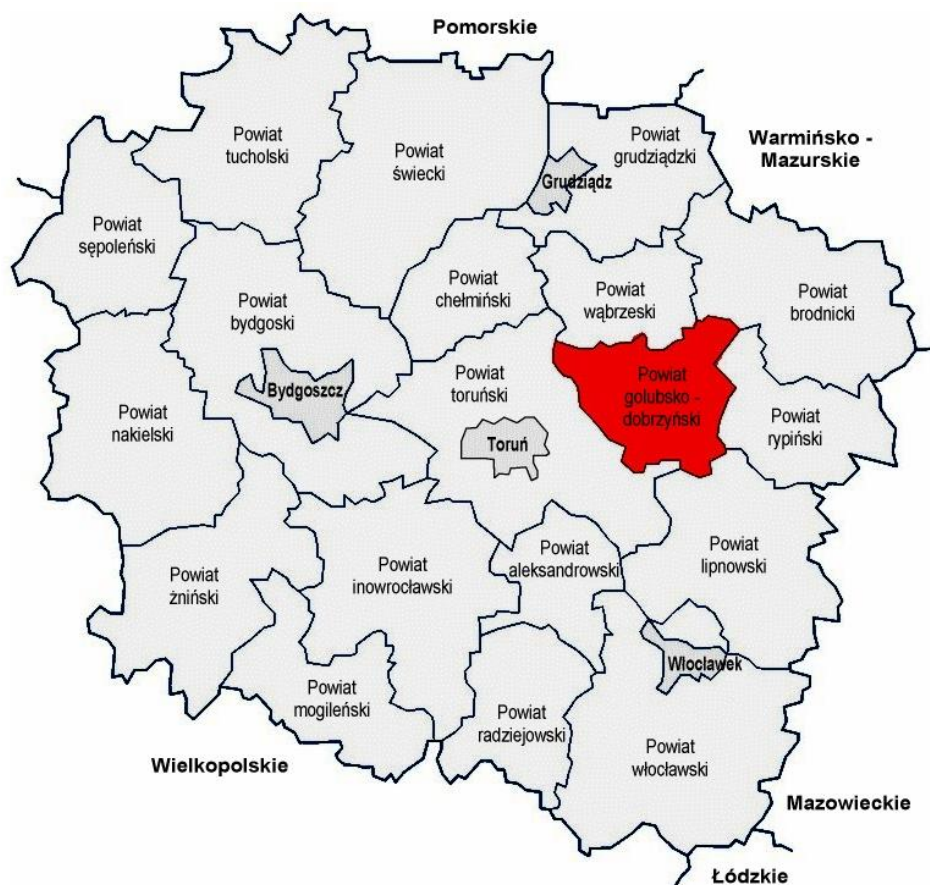 Pomorskie
Warmińsko -
Mazurskie
Powiat
tucholski
Powiat
świecki
Powiat
grudziądzki
Grudziądz
Powiat
sępoleński
Powiat
bydgoski
Powiat
chełmiński
Powiat
wąbrzeski
Powiat
brodnicki
Bydgoszcz
Powiat
toruński
Powiat
golubsko -
dobrzyński
Powiat
nakielski
Toruń
Powiat
rypiński
Powiat
żniński
Powiat
inowrocławski
Powiat
aleksandrowski
Powiat
lipnowski
Włocławek
Powiat
mogileński
Powiat
radziejowski
Powiat
włocławski
Wielkopolskie
Mazowieckie
Łódzkie